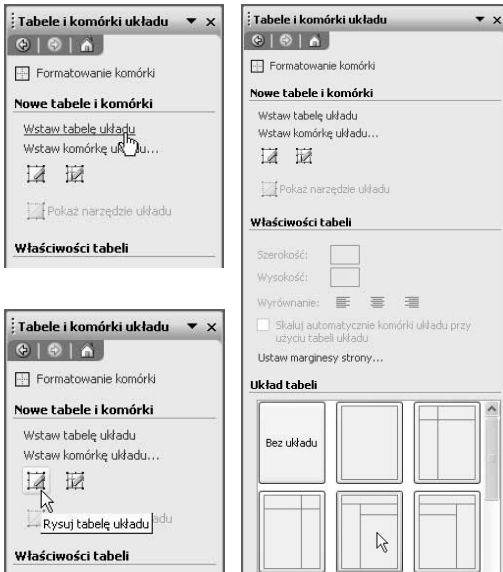 Tabele i komórki układu
Formatowanie komórki
Nowe tabele i komórki
Wstaw tabelę układu
Wstaw komórkę układu...
Pokaż narzędzie układu
Właściwości tabeli
Tabele i komórki układu
Formatowanie komórki
Nowe tabele i komórki
Wstaw tabelę układu
Wstaw komórkę układu...
Rysuj tabelę układu
Właściwości tabeli
Tabele i komórki układu
Formatowanie komórki
Nowe tabele i komórki
Wstaw tabelę układu
Wstaw komórkę układu...
Pokaż narzędzie układu
Właściwości tabeli
Szerokość:
Wysokość:
Wyrównanie:
Skaluj automatycznie komórki układu przy
użyciu tabeli układu
Ustaw marginesy strony...
Układ tabeli
Bez układu